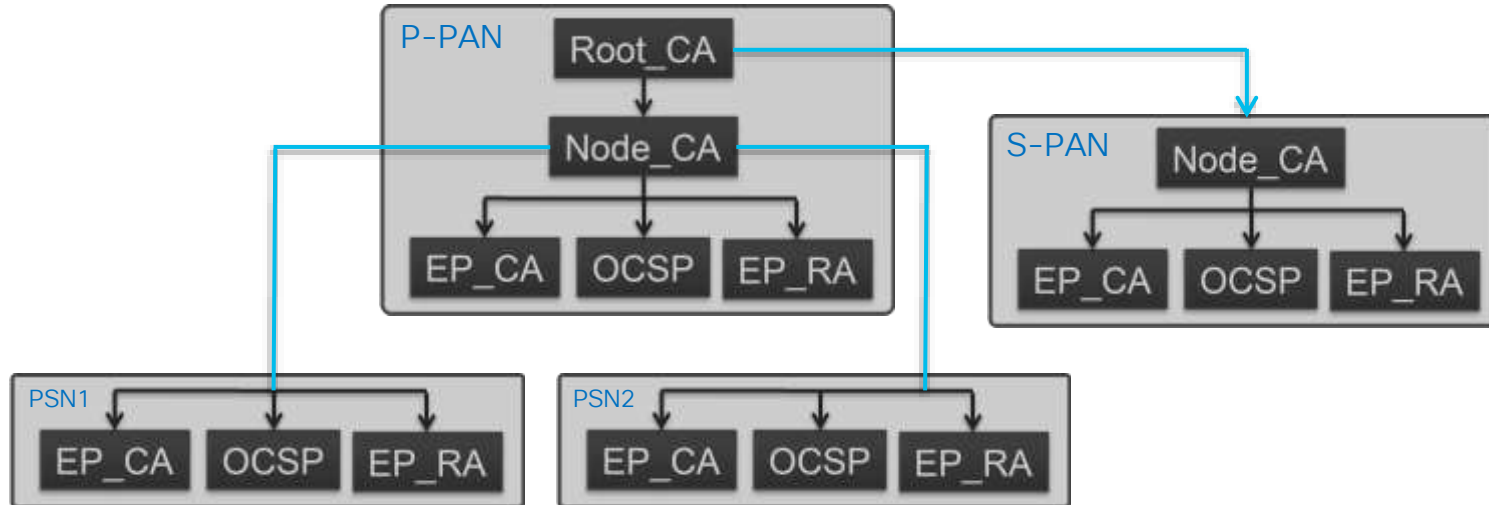 P-PAN
Root_CA
Node_CA
EP_CA OCSP EP_RA
S-PAN
Node_CA
EP_CA OCSP EP_RA
PSN1
EP_CA OCSP EP_RA
PSN2
EP_CA OCSP EP_RA